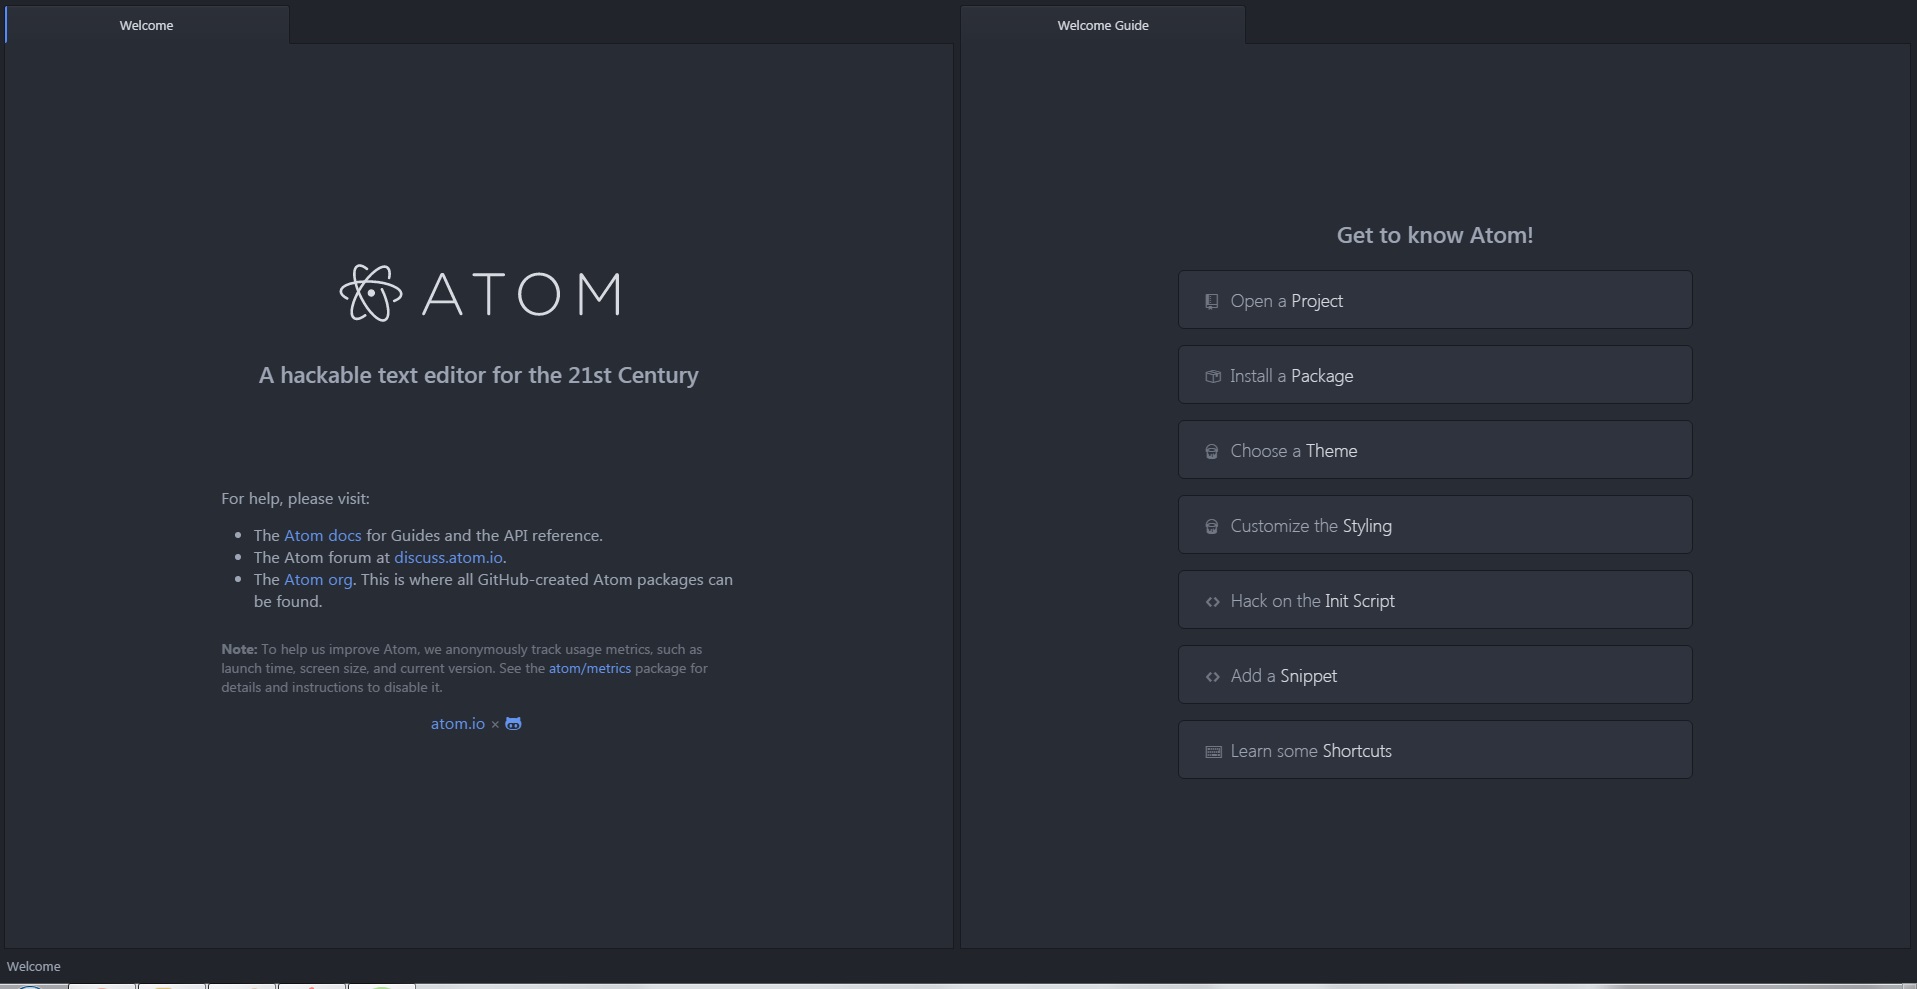 Welcome
Welcome Guide
ATOM
A hackable text editor for the 21st Century
For help, please visit:
• The Atom docs for Guides and the API reference.
• The Atom forum at discuss.atom.io.
• The Atom org. This is where all GitHub-created Atom packages can
be found.
Note: To help us improve Atom, we anonymously track usage metrics, such as
launch time, screen size, and current version. See the atom/metrics package for
details and instructions to disable it.
atom.io ×
Get to know Atom!
Open a Project
Install a Package
Choose a Theme
Customize the Styling
Hack on the Init Script
Add a Snippet
Learn some Shortcuts
Welcome